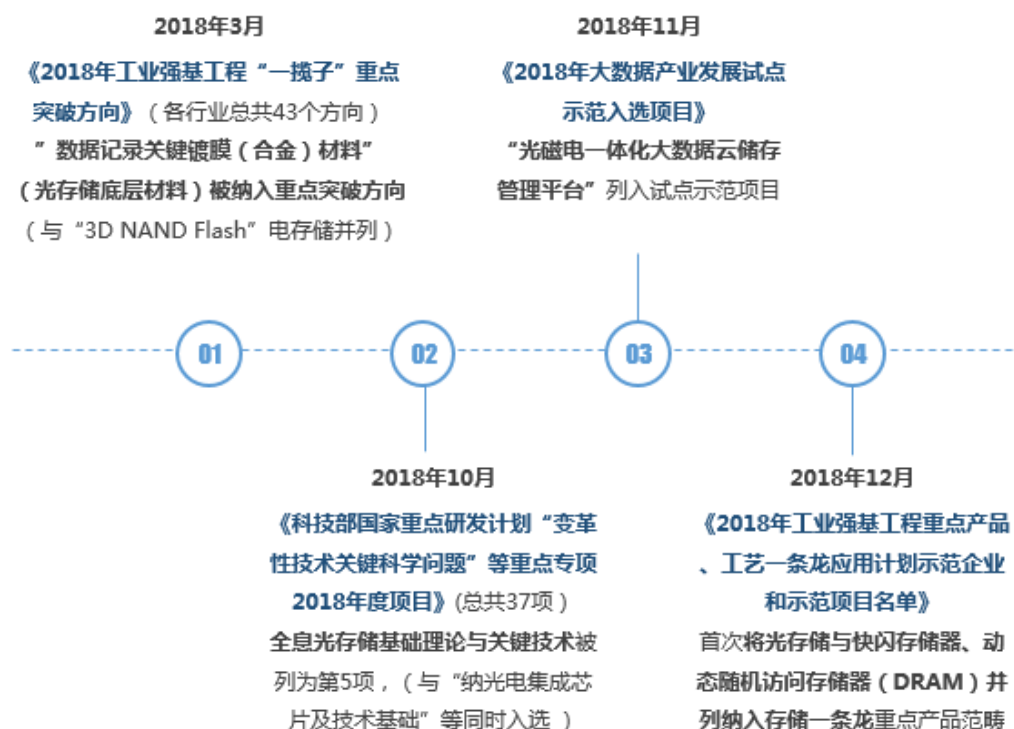 2018年3月
《2018年工业强基工程“一揽子”重点
突破方向》（各行业总共43个方向）
”数据记录关键镀膜（合金）材料”
（光存储底层材料）被纳入重点突破方向
（与“3D NAND Flash”电存储并列）
2018年11月
《2018年大数据产业发展试点
示范入选项目》
“光磁电一体化大数据云储存
管理平台”列入试点示范项目
01
02
03
04
2018年10月
《科技部国家重点研发计划“变革
性技术关键科学问题”等重点专项
2018年度项目》(总共37项）
全息光存储基础理论与关键技术被
列为第5项，（与“纳光电集成芯
片及技术基础”等同时入选 ）
2018年12月
《2018年工业强基工程重点产品
、工艺一条龙应用计划示范企业
和示范项目名单》
首次将光存储与快闪存储器、动
态随机访问存储器（DRAM）并
列纳入存储一条龙重点产品范畴